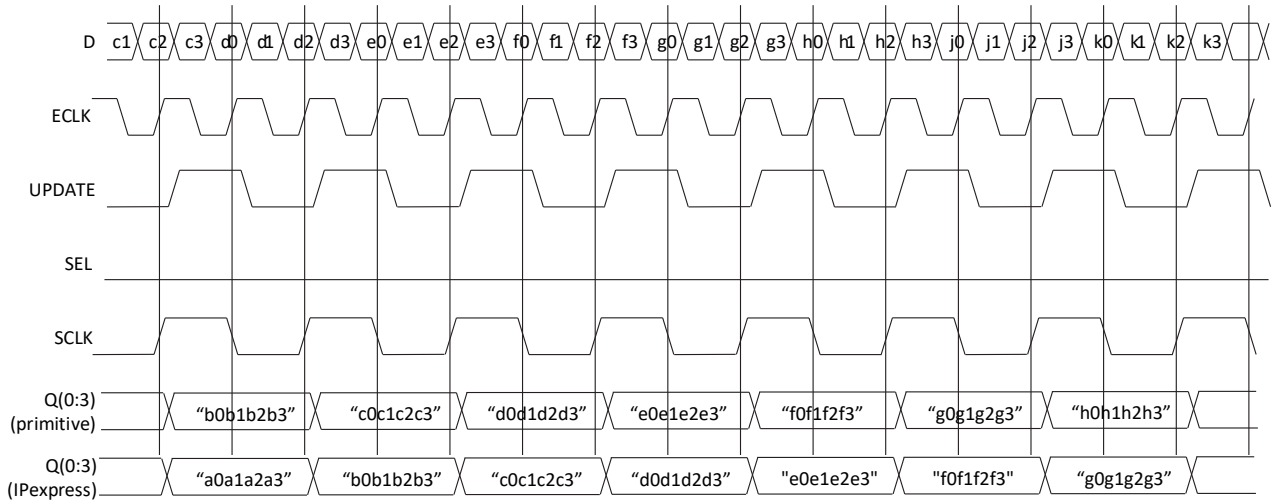 D c1 c2 c3 d0 d1 d2 d3 e0 e1 e2 e3 f0 f1 f2 f3 g0 g1 g2 g3 h0 h1 h2 h3 j0 j1 j2 j3 k0 k1 k2 k3
ECLK
UPDATE
SEL
SCLK
Q(0:3)
(primitive) “b0b1b2b3” “c0c1c2c3” “d0d1d2d3” “e0e1e2e3” “f0f1f2f3” “g0g1g2g3” “h0h1h2h3”
Q(0:3)
(IPexpress) “a0a1a2a3” “b0b1b2b3” “c0c1c2c3” “d0d1d2d3” "e0e1e2e3" "f0f1f2f3" “g0g1g2g3”